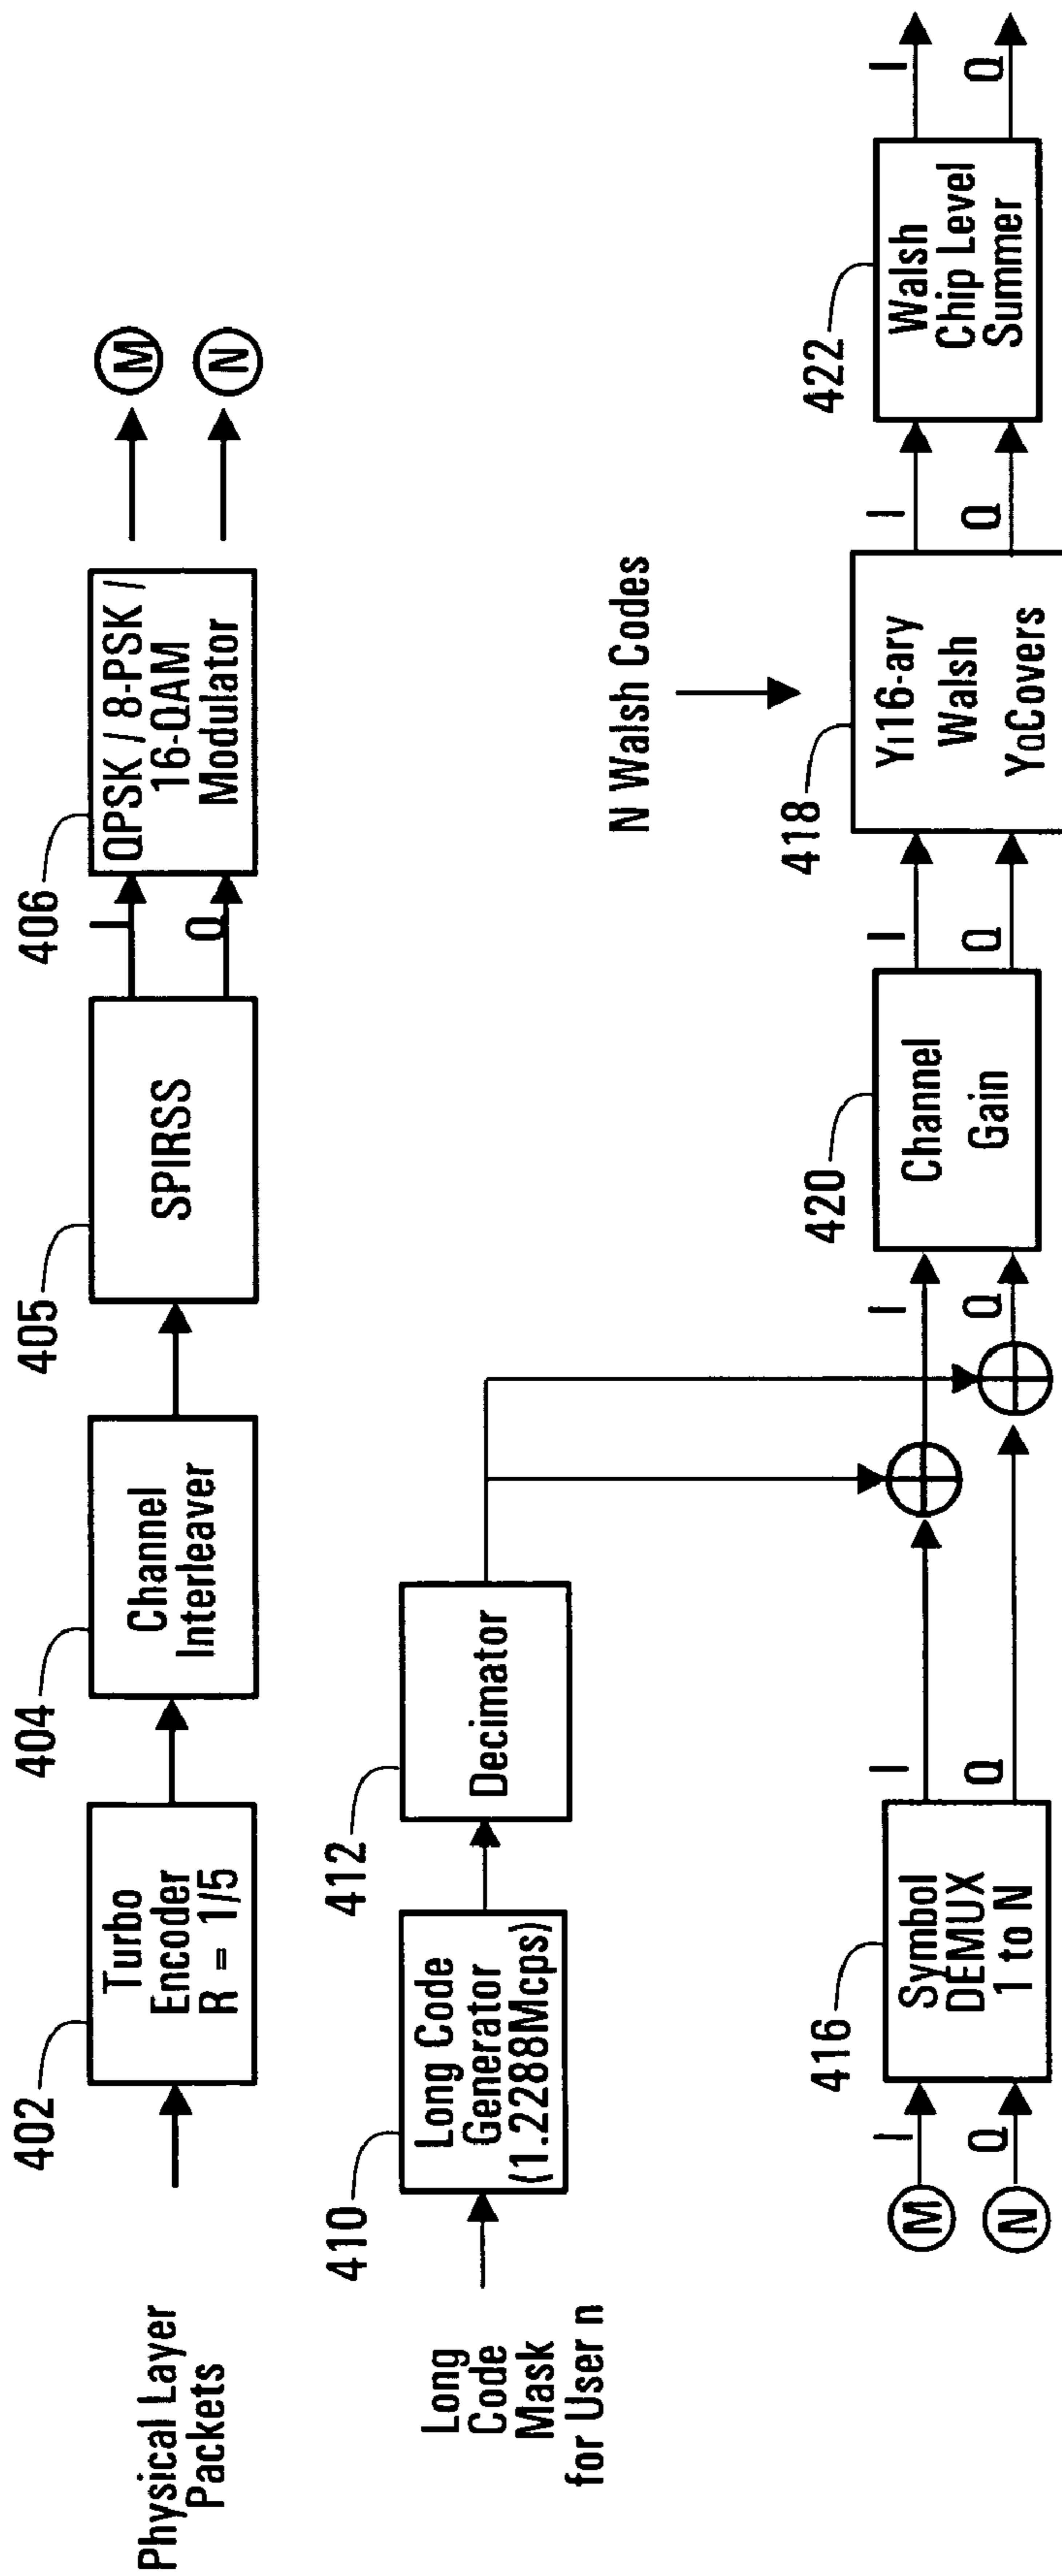 Physical Layer
Packets
402
Turbo
Encoder
R = 1/5
404
Channel
Interleaver
405
SPIRSS
I
Q
406
QPSK / 8-PSK /
16-QAM
Modulator
M
N
Long
Code
Mask
for User n
410
Long Code
Generator
(1.2288Mcps)
412
Decimator
M
I
N
Q
416
Symbol
DEMUX
1 to N
I
Q
I
Q
420
Channel
Gain
I
Q
N Walsh Codes
418
YI16-ary
Walsh
YQCovers
I
Q
422
Walsh
Chip Level
Summer
I
Q